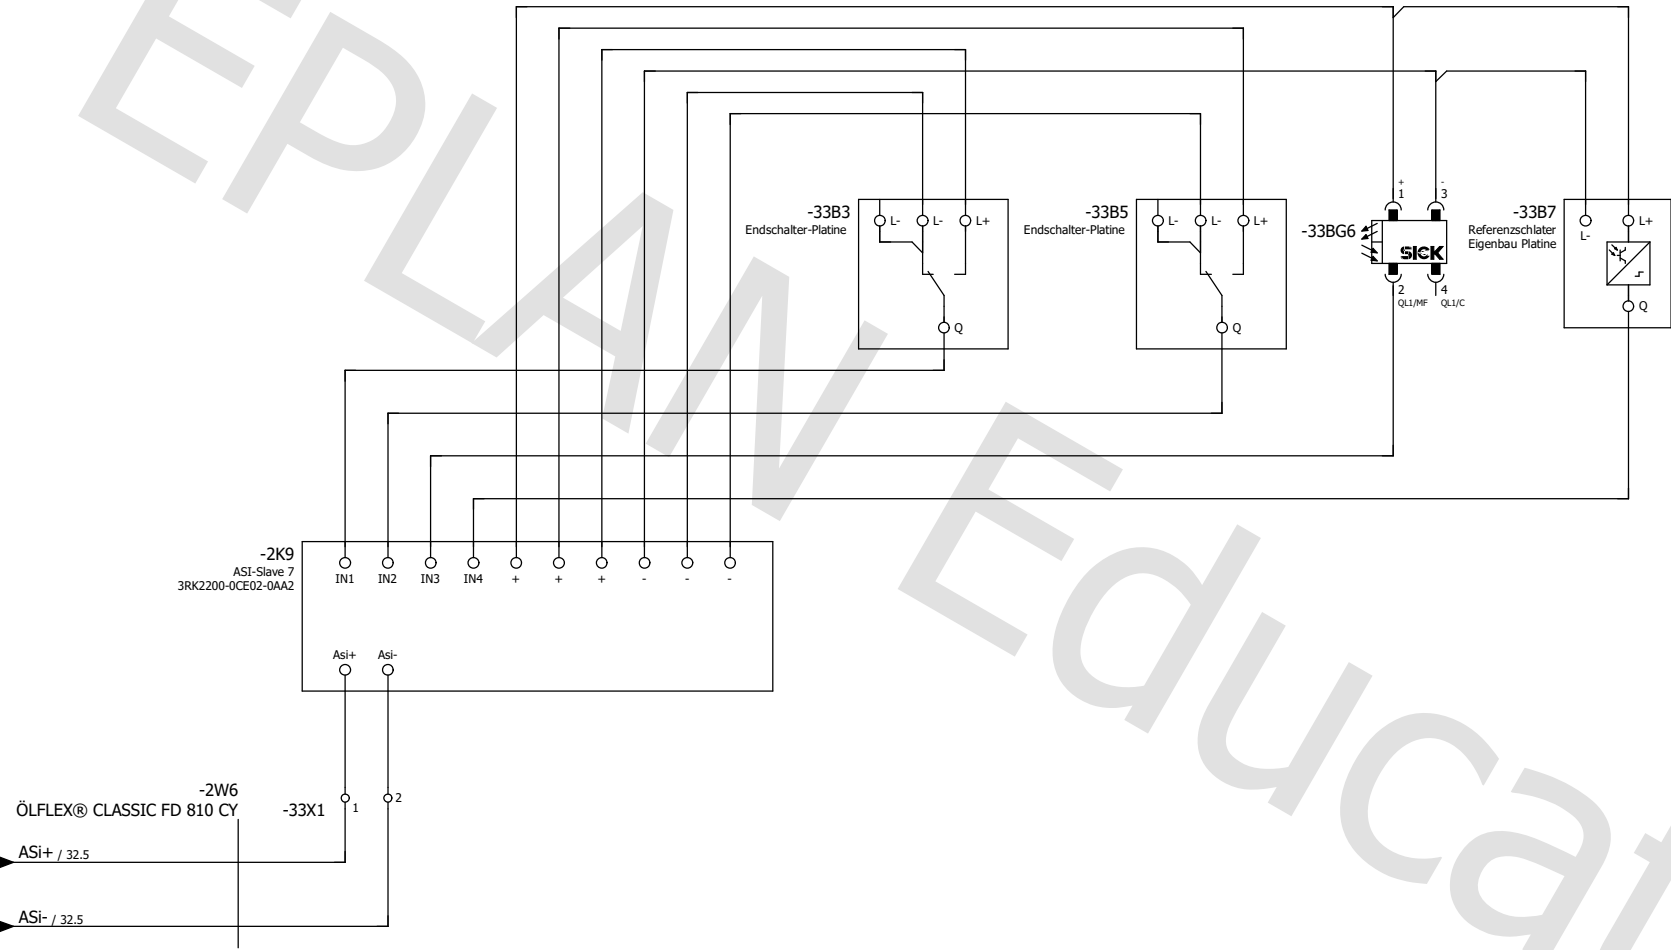 EPLAN Educat
+
1
-
3
-33B3
Endschalter-Platine
L-
L-
L+
Q
-33B5
Endschalter-Platine
L-
L-
L+
Q
-33BG6
SICK
2
QL1/MF
4
QL1/C
-33B7
Referenzschlater
Eigenbau Platine
L-
L+
Q
-2K9
ASI-Slave 7
3RK2200-0CE02-0AA2
IN1
IN2
IN3
IN4
+
+
+
-
-
-
Asi+
Asi-
-2W6
ÖLFLEX® CLASSIC FD 810 CY
-33X1
1
2
ASi+ / 32.5
ASi- / 32.5